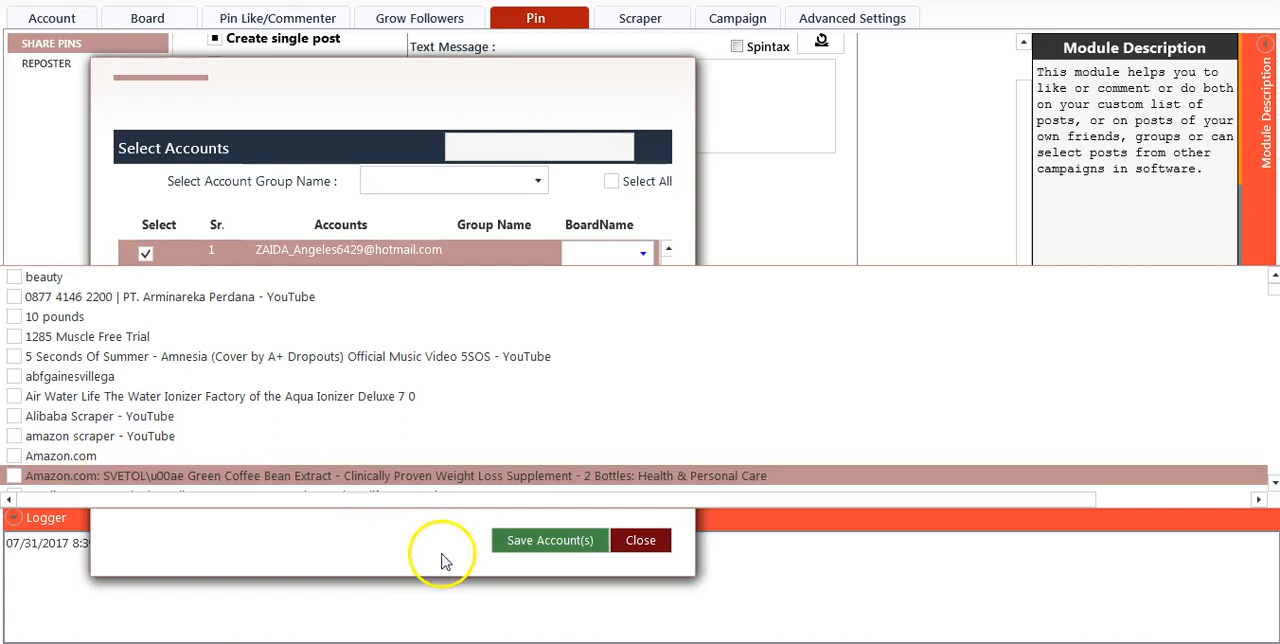 Account Board Pin Like/Commenter Grow Followers Pin Scraper Campaign Advanced Settings
SHARE PINS
REPOSTER
Create single post
Text Message :
Spintax
Module Description
This module helps you to
like or comment or do both
on your custom list of
posts, or on posts of your
own friends, groups or can
select posts from other
campaigns in software.
Module Description
Select Accounts
Select Account Group Name :
Select All
Select Sr. Accounts Group Name BoardName
1 ZAIDA_Angeles6429@hotmail.com
beauty
0877 4146 2200 | PT. Arminareka Perdana - YouTube
10 pounds
1285 Muscle Free Trial
5 Seconds Of Summer - Amnesia (Cover by A+ Dropouts) Official Music Video 5SOS - YouTube
abfgainesvillega
Air Water Life The Water Ionizer Factory of the Aqua Ionizer Deluxe 7 0
Alibaba Scraper - YouTube
amazon scraper - YouTube
Amazon.com
Amazon.com: SVETOL\u00ae Green Coffee Bean Extract - Clinically Proven Weight Loss Supplement - 2 Bottles: Health & Personal Care
Logger
Save Account(s) Close
07/31/2017 8:39